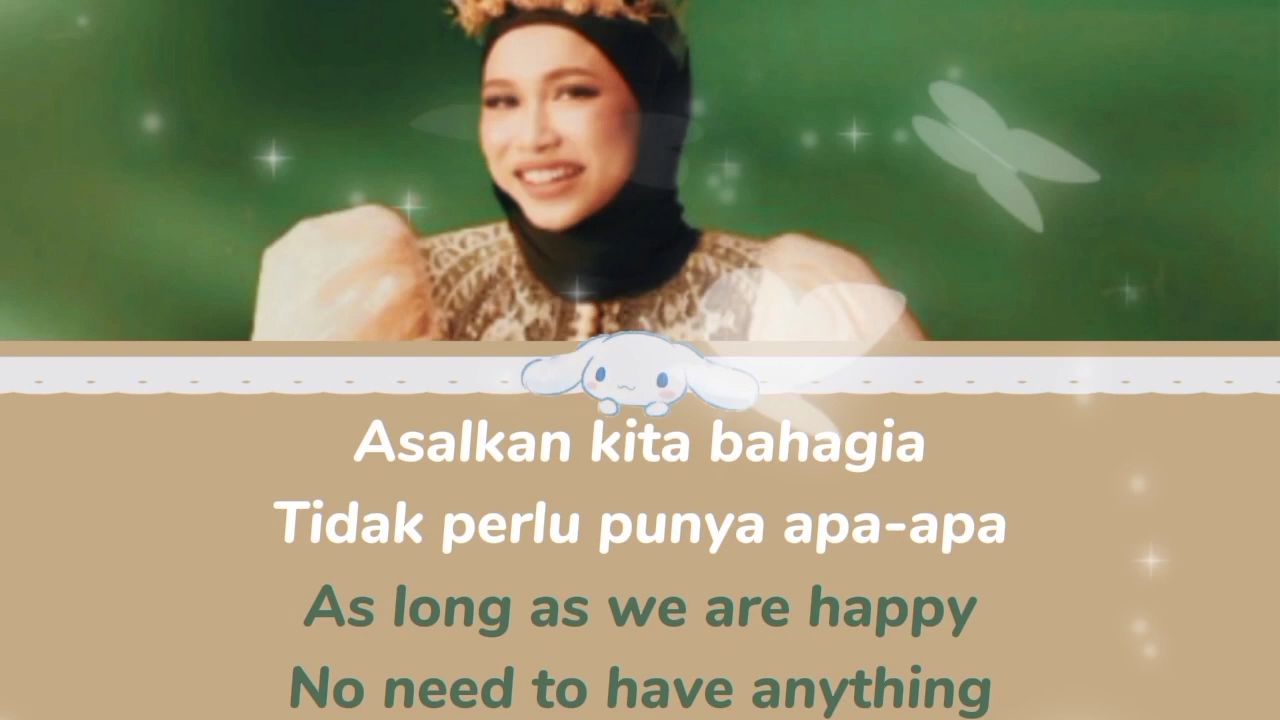 Asalkan kita bahagia
Tidak perlu punya apa-apa
As long as we are happy
No need to have anything